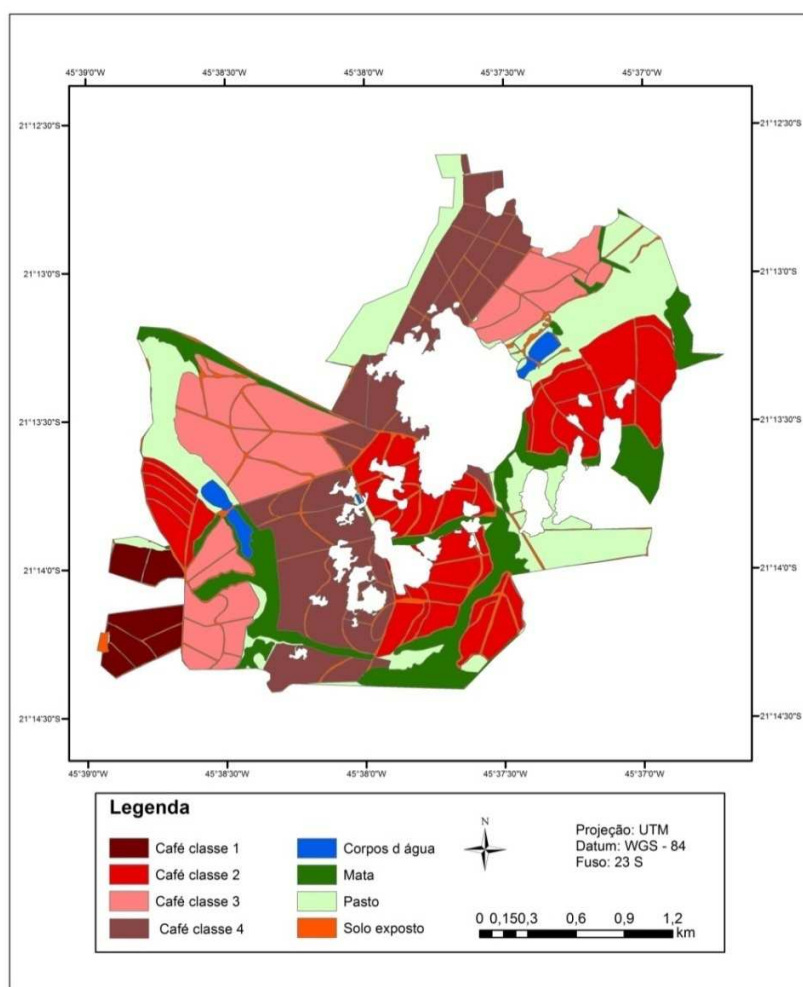 45°39'0"W 45°38'30"W 45°38'0"W 45°37'30"W 45°37'0"W
21°12'30"S 21°12'30"S
21°13'0"S 21°13'0"S
21°13'30"S 21°13'30"S
21°14'0"S 21°14'0"S
21°14'30"S 21°14'30"S
45°39'0"W 45°38'30"W 45°38'0"W 45°37'30"W 45°37'0"W
Legenda
Café classe 1
Café classe 2
Café classe 3
Café classe 4
Corpos d água
Mata
Pasto
Solo exposto
N
Projeção: UTM
Datum: WGS - 84
Fuso: 23 S
0 0,150,3 0,6 0,9 1,2
km